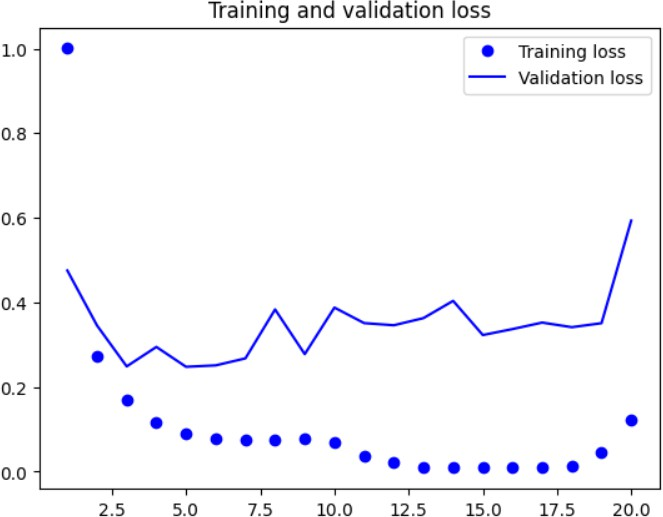 Training and validation loss
Training loss
Validation loss
1.0
0.8
0.6
0.4
0.2
0.0
2.5 5.0 7.5 10.0 12.5 15.0 17.5 20.0